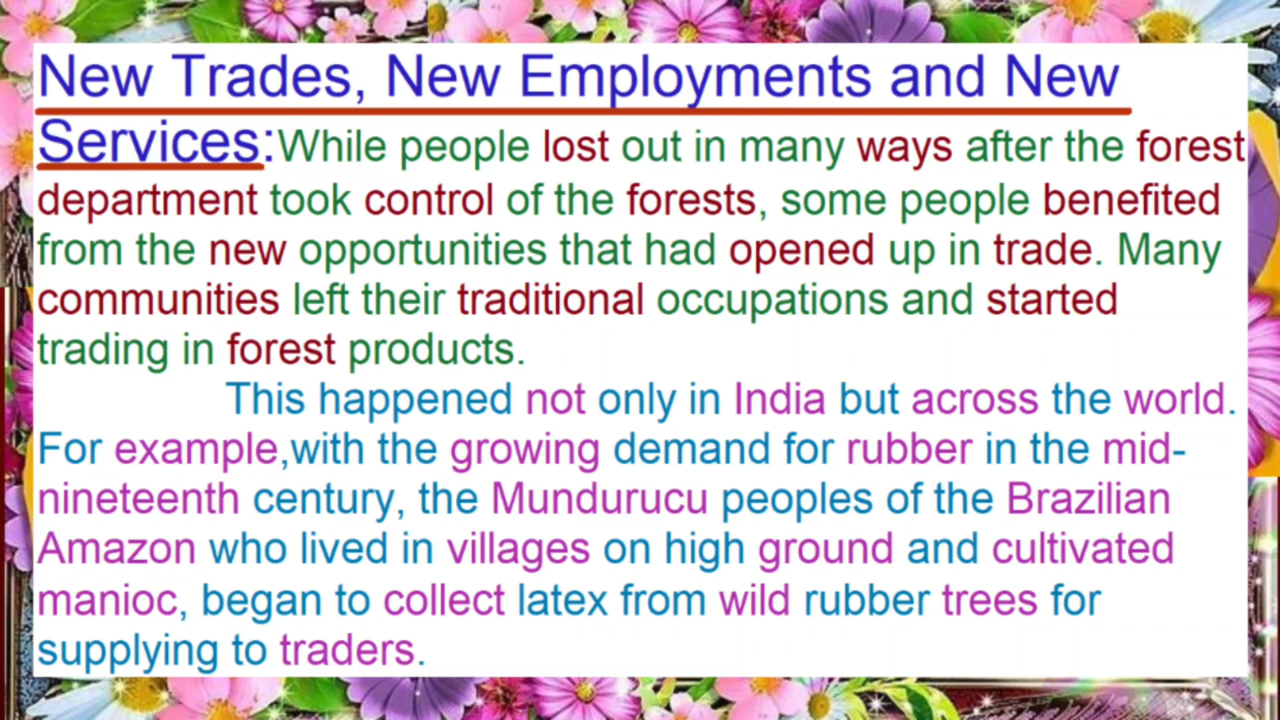 New Trades, New Employments and New
Services:While people lost out in many ways after the forest
department took control of the forests, some people benefited
from the new opportunities that had opened up in trade. Many
communities left their traditional occupations and started
trading in forest products.
This happened not only in India but across the world.
For example,with the growing demand for rubber in the mid-
nineteenth century, the Mundurucu peoples of the Brazilian
Amazon who lived in villages on high ground and cultivated
manioc, began to collect latex from wild rubber trees for
supplying to traders.